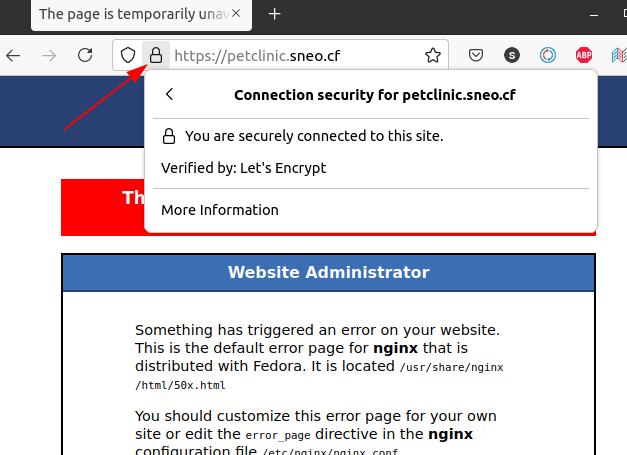 The page is temporarily unav
https://petclinic.sneo.cf
S
ABP
Connection security for petclinic.sneo.cf
You are securely connected to this site.
Verified by: Let's Encrypt
More Information
Th
Website Administrator
Something has triggered an error on your website.
This is the default error page for nginx that is
distributed with Fedora. It is located /usr/share/nginx
/html/50x.html
You should customize this error page for your own
site or edit the error_page directive in the nginx
configuration file /etc/nginx/nginx.conf